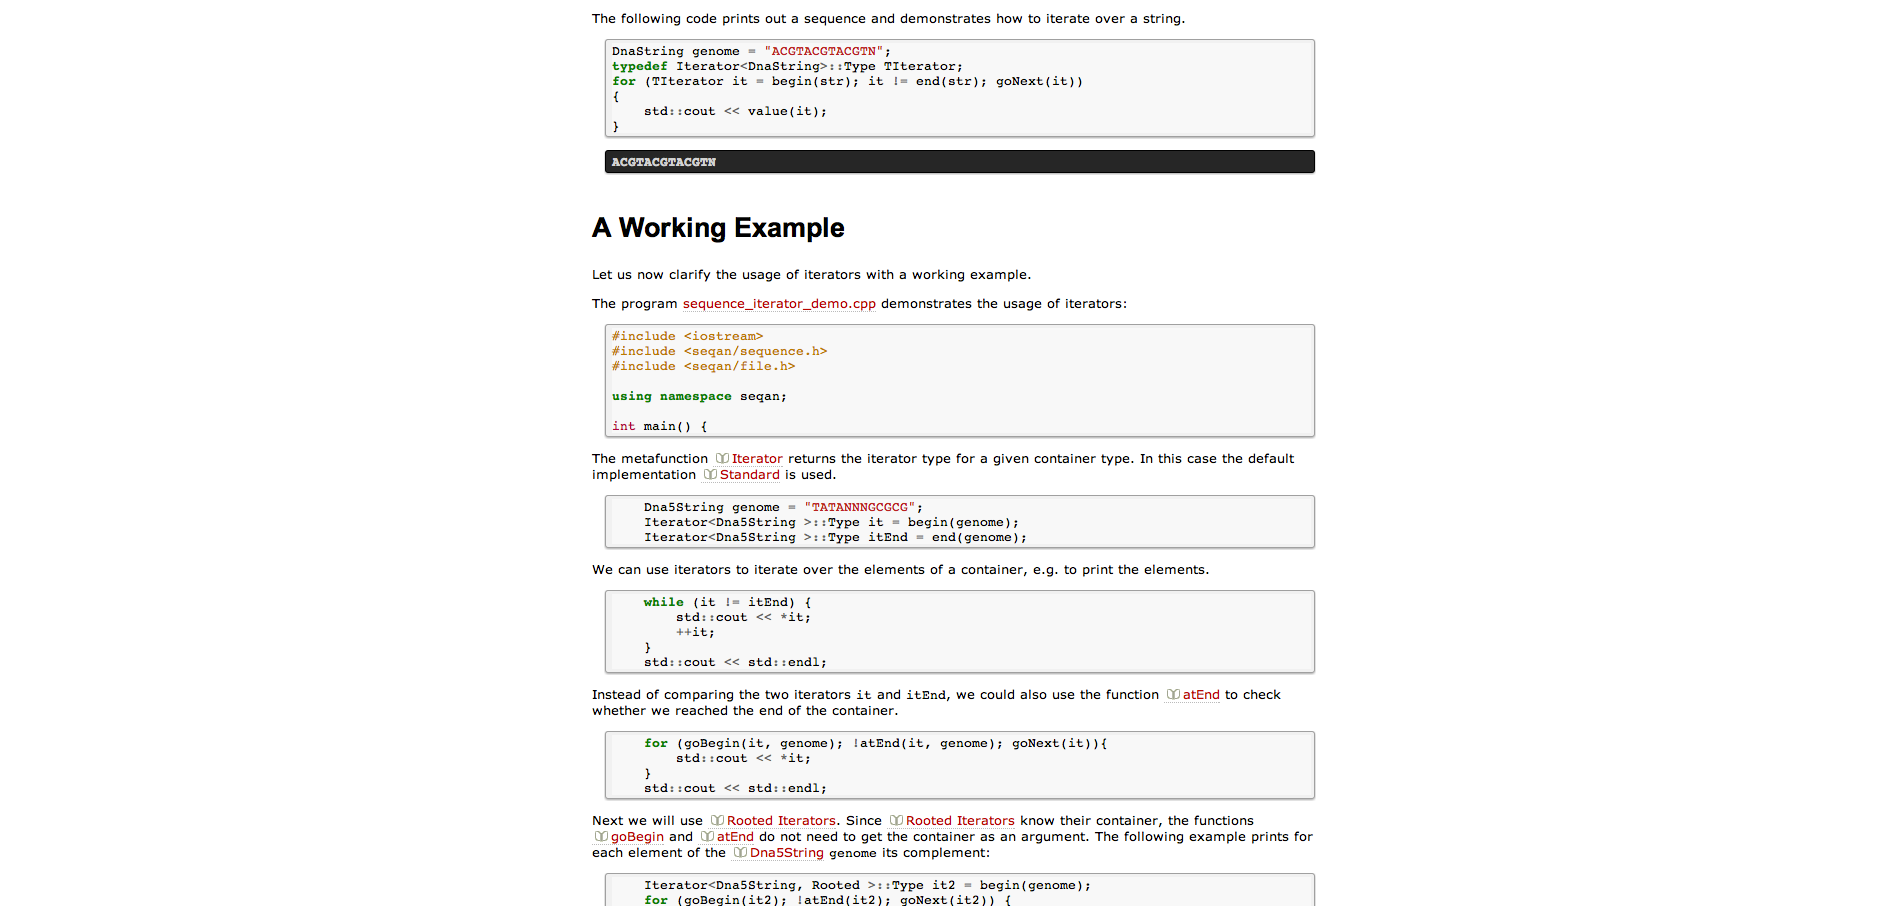 The following code prints out a sequence and demonstrates how to iterate over a string.
DnaString genome = "ACGTACGTACGTN";
typedef Iterator<DnaString>::Type TIterator;
for (TIterator it = begin(str); it != end(str); goNext(it))
{
    std::cout << value(it);
}
ACGTACGTACGTN
A Working Example
Let us now clarify the usage of iterators with a working example.
The program sequence_iterator_demo.cpp demonstrates the usage of iterators:
#include <iostream>
#include <seqan/sequence.h>
#include <seqan/file.h>
using namespace seqan;
int main() {
The metafunction Iterator returns the iterator type for a given container type. In this case the default
implementation Standard is used.
    Dna5String genome = "TATANNNGCGCG";
    Iterator<Dna5String >::Type it = begin(genome);
    Iterator<Dna5String >::Type itEnd = end(genome);
We can use iterators to iterate over the elements of a container, e.g. to print the elements.
    while (it != itEnd) {
        std::cout << *it;
        ++it;
    }
    std::cout << std::endl;
Instead of comparing the two iterators it and itEnd, we could also use the function atEnd to check
whether we reached the end of the container.
    for (goBegin(it, genome); !atEnd(it, genome); goNext(it)){
        std::cout << *it;
    }
    std::cout << std::endl;
Next we will use Rooted Iterators. Since Rooted Iterators know their container, the functions
goBegin and atEnd do not need to get the container as an argument. The following example prints for
each element of the Dna5String genome its complement:
    Iterator<Dna5String, Rooted >::Type it2 = begin(genome);
    for (goBegin(it2); !atEnd(it2); goNext(it2)) {